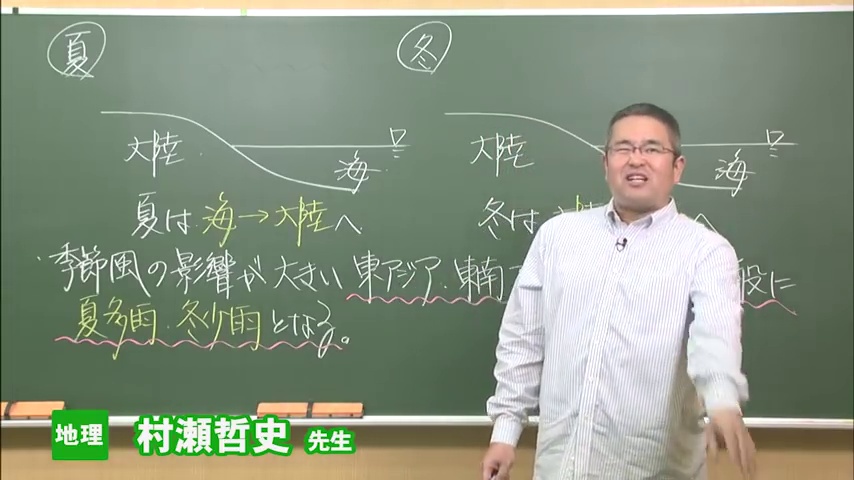 夏
冬
大陸
海
大陸
海
夏は 海→大陸へ
冬は 大陸 へ
・季節風の影響が大きい 東アジア・東南 般に
夏多雨・冬少雨となる。
地理 村瀬哲史 先生